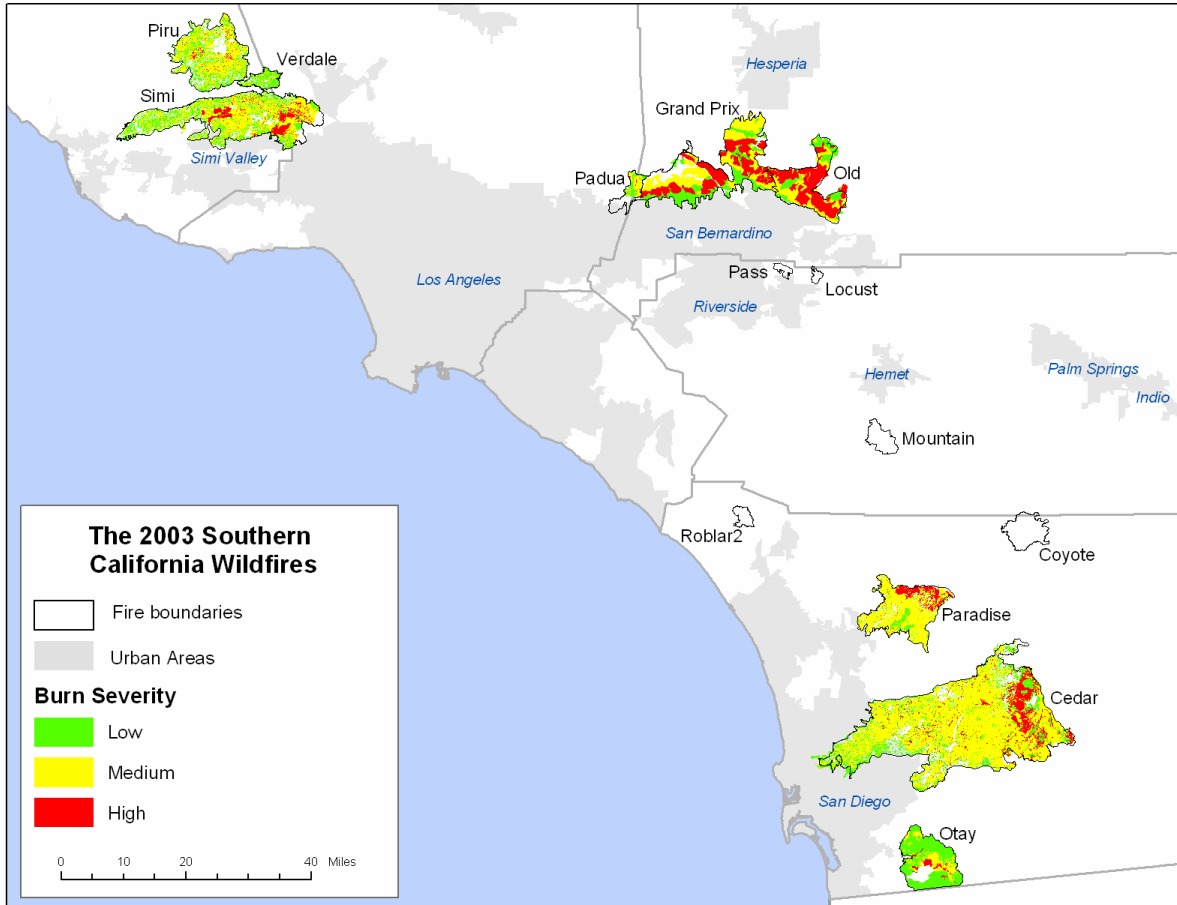 Piru
Verdale
Simi
Simi Valley
Hesperia
Grand Prix
Padua
Old
San Bernardino
Los Angeles
Pass
Locust
Riverside
Hemet
Palm Springs
Indio
Mountain
Roblar2
Coyote
Paradise
Cedar
San Diego
Otay
The 2003 Southern
California Wildfires
Fire boundaries
Urban Areas
Burn Severity
Low
Medium
High
0 10 20 40 Miles